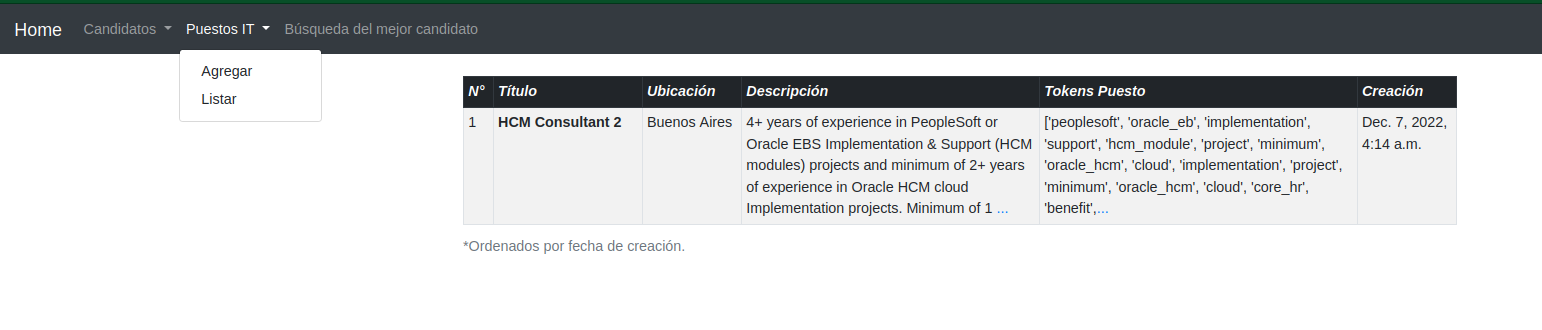 Home Candidatos Puestos IT Búsqueda del mejor candidato
Agregar
Listar
N° Título Ubicación Descripción Tokens Puesto Creación
1 HCM Consultant 2 Buenos Aires 4+ years of experience in PeopleSoft or ['peoplesoft', 'oracle_eb', 'implementation', Dec. 7, 2022,
Oracle EBS Implementation & Support (HCM 'support', 'hcm_module', 'project', 'minimum', 4:14 a.m.
modules) projects and minimum of 2+ years 'oracle_hcm', 'cloud', 'implementation', 'project',
of experience in Oracle HCM cloud 'minimum', 'oracle_hcm', 'cloud', 'core_hr',
Implementation projects. Minimum of 1 ... 'benefit',...
*Ordenados por fecha de creación.